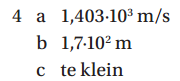 4 a 1,403·10³ m/s
b 1,7·10² m
c te klein